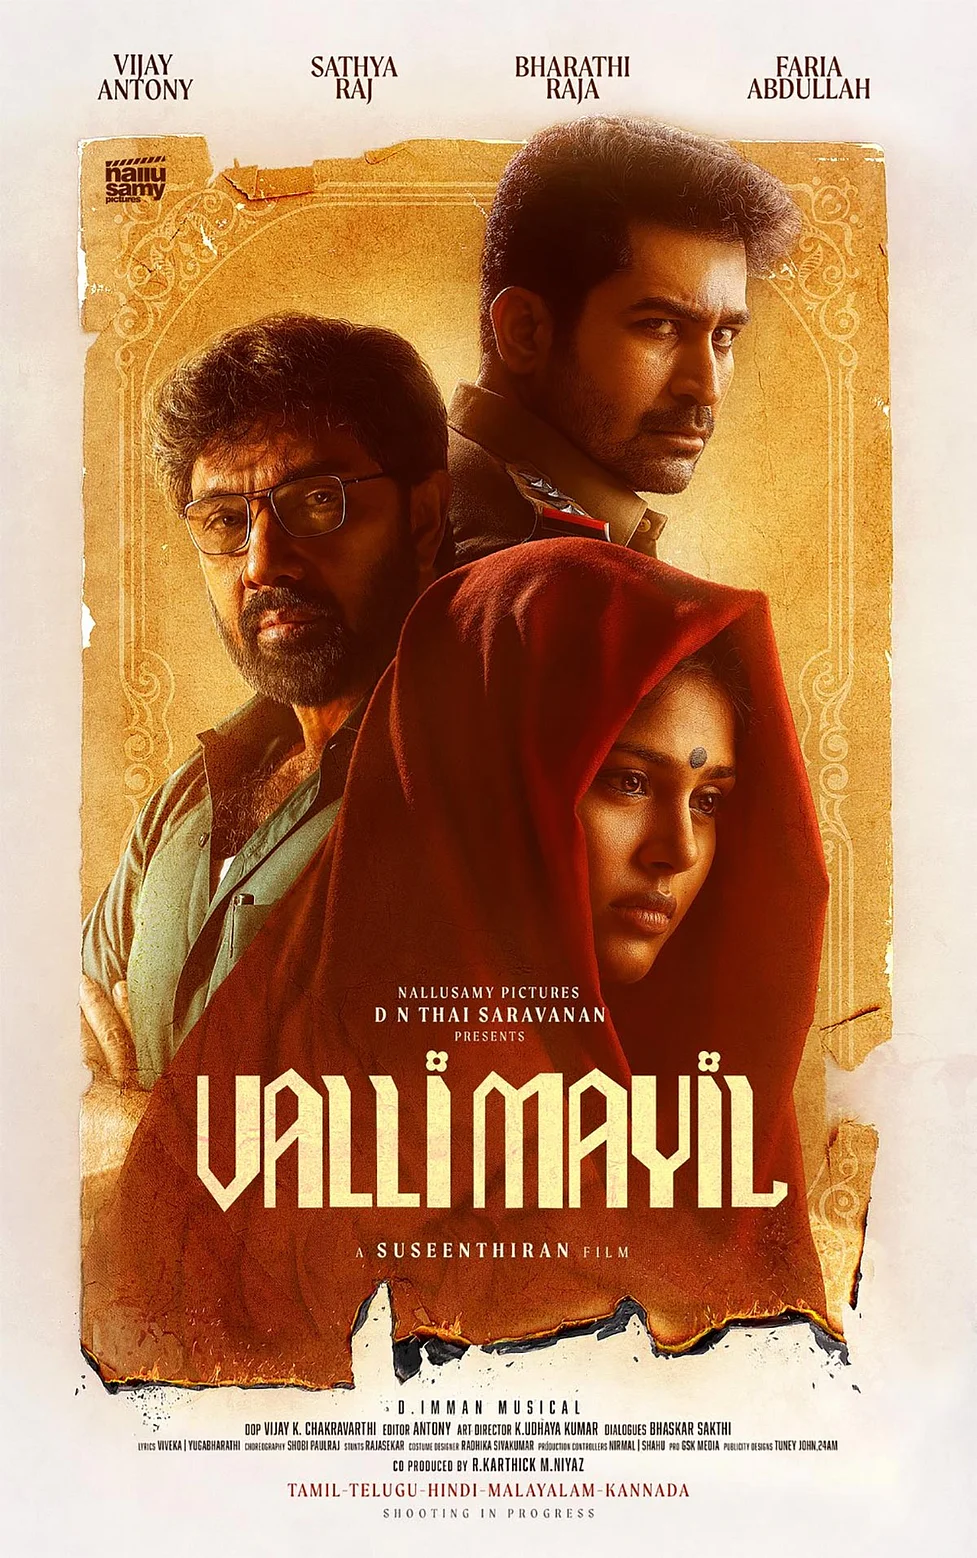 VIJAY
ANTONY
SATHYA
RAJ
BHARATHI
RAJA
FARIA
ABDULLAH
nallu
samy
pictures
NALLUSAMY PICTURES
D N THAI SARAVANAN
PRESENTS
VALLI MAYIL
A SUSEENTHIRAN FILM
D.IMMAN MUSICAL
DOP VIJAY K. CHAKRAVARTHI EDITOR ANTONY ART DIRECTOR K.UDHAYA KUMAR DIALOGUES BHASKAR SAKTHI
LYRICS VIVEKA | YUGABHARATHI CHOREOGRAPHY SHOBI PAULRAJ STUNTS RAJASEKAR COSTUME DESIGNER RADHIKA SIVAKUMAR PRODUCTION CONTROLLERS NIRMAL | SHAHU PRO GSK MEDIA PUBLICITY DESIGNS TUNEY JOHN,24AM
CO PRODUCED BY R.KARTHICK M.NIYAZ
TAMIL-TELUGU-HINDI-MALAYALAM-KANNADA
SHOOTING IN PROGRESS